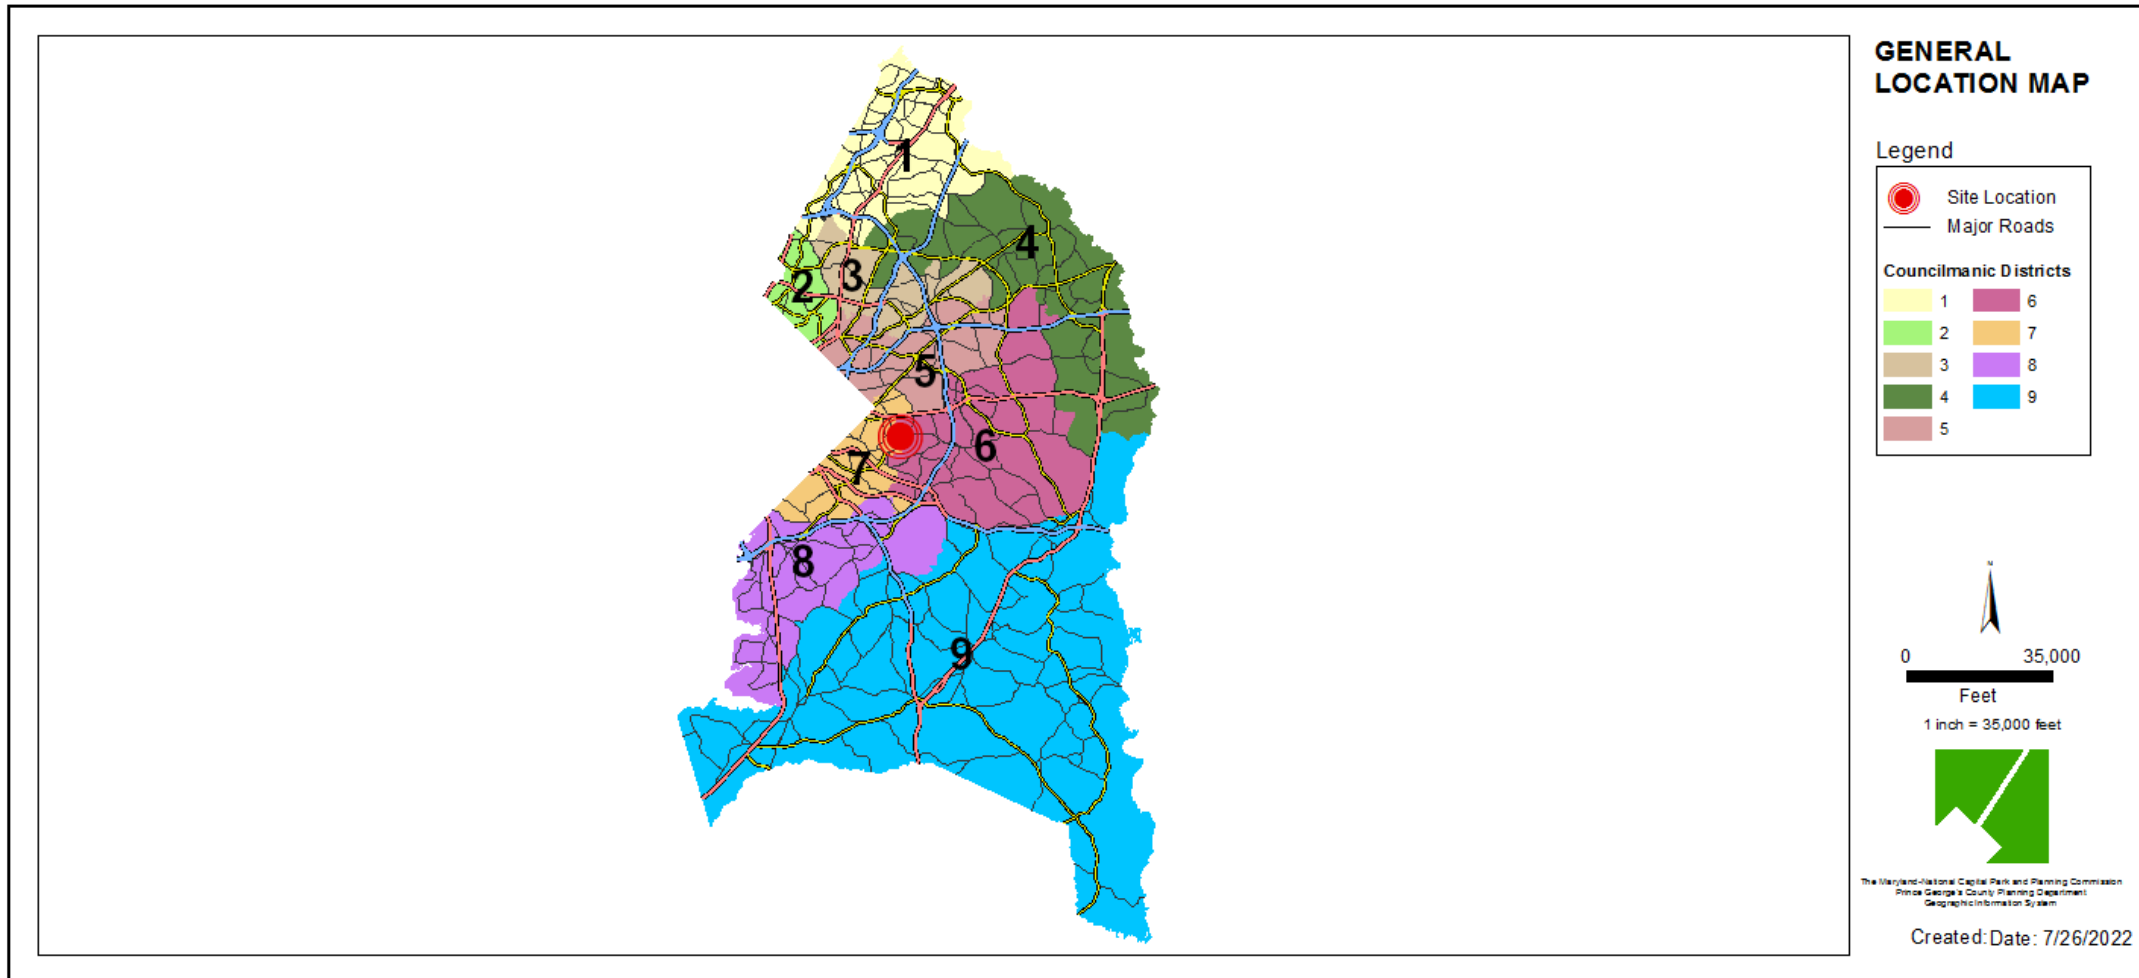 GENERAL
LOCATION MAP
Legend
Site Location
Major Roads
Councilmanic Districts
1 6
2 7
3 8
4 9
5
1
2
3
4
5
6
7
8
9
N
0 35,000
Feet
1 inch = 35,000 feet
The Maryland-National Capital Park and Planning Commission
Prince George's County Planning Department
Geographic Information System
Created: Date: 7/26/2022